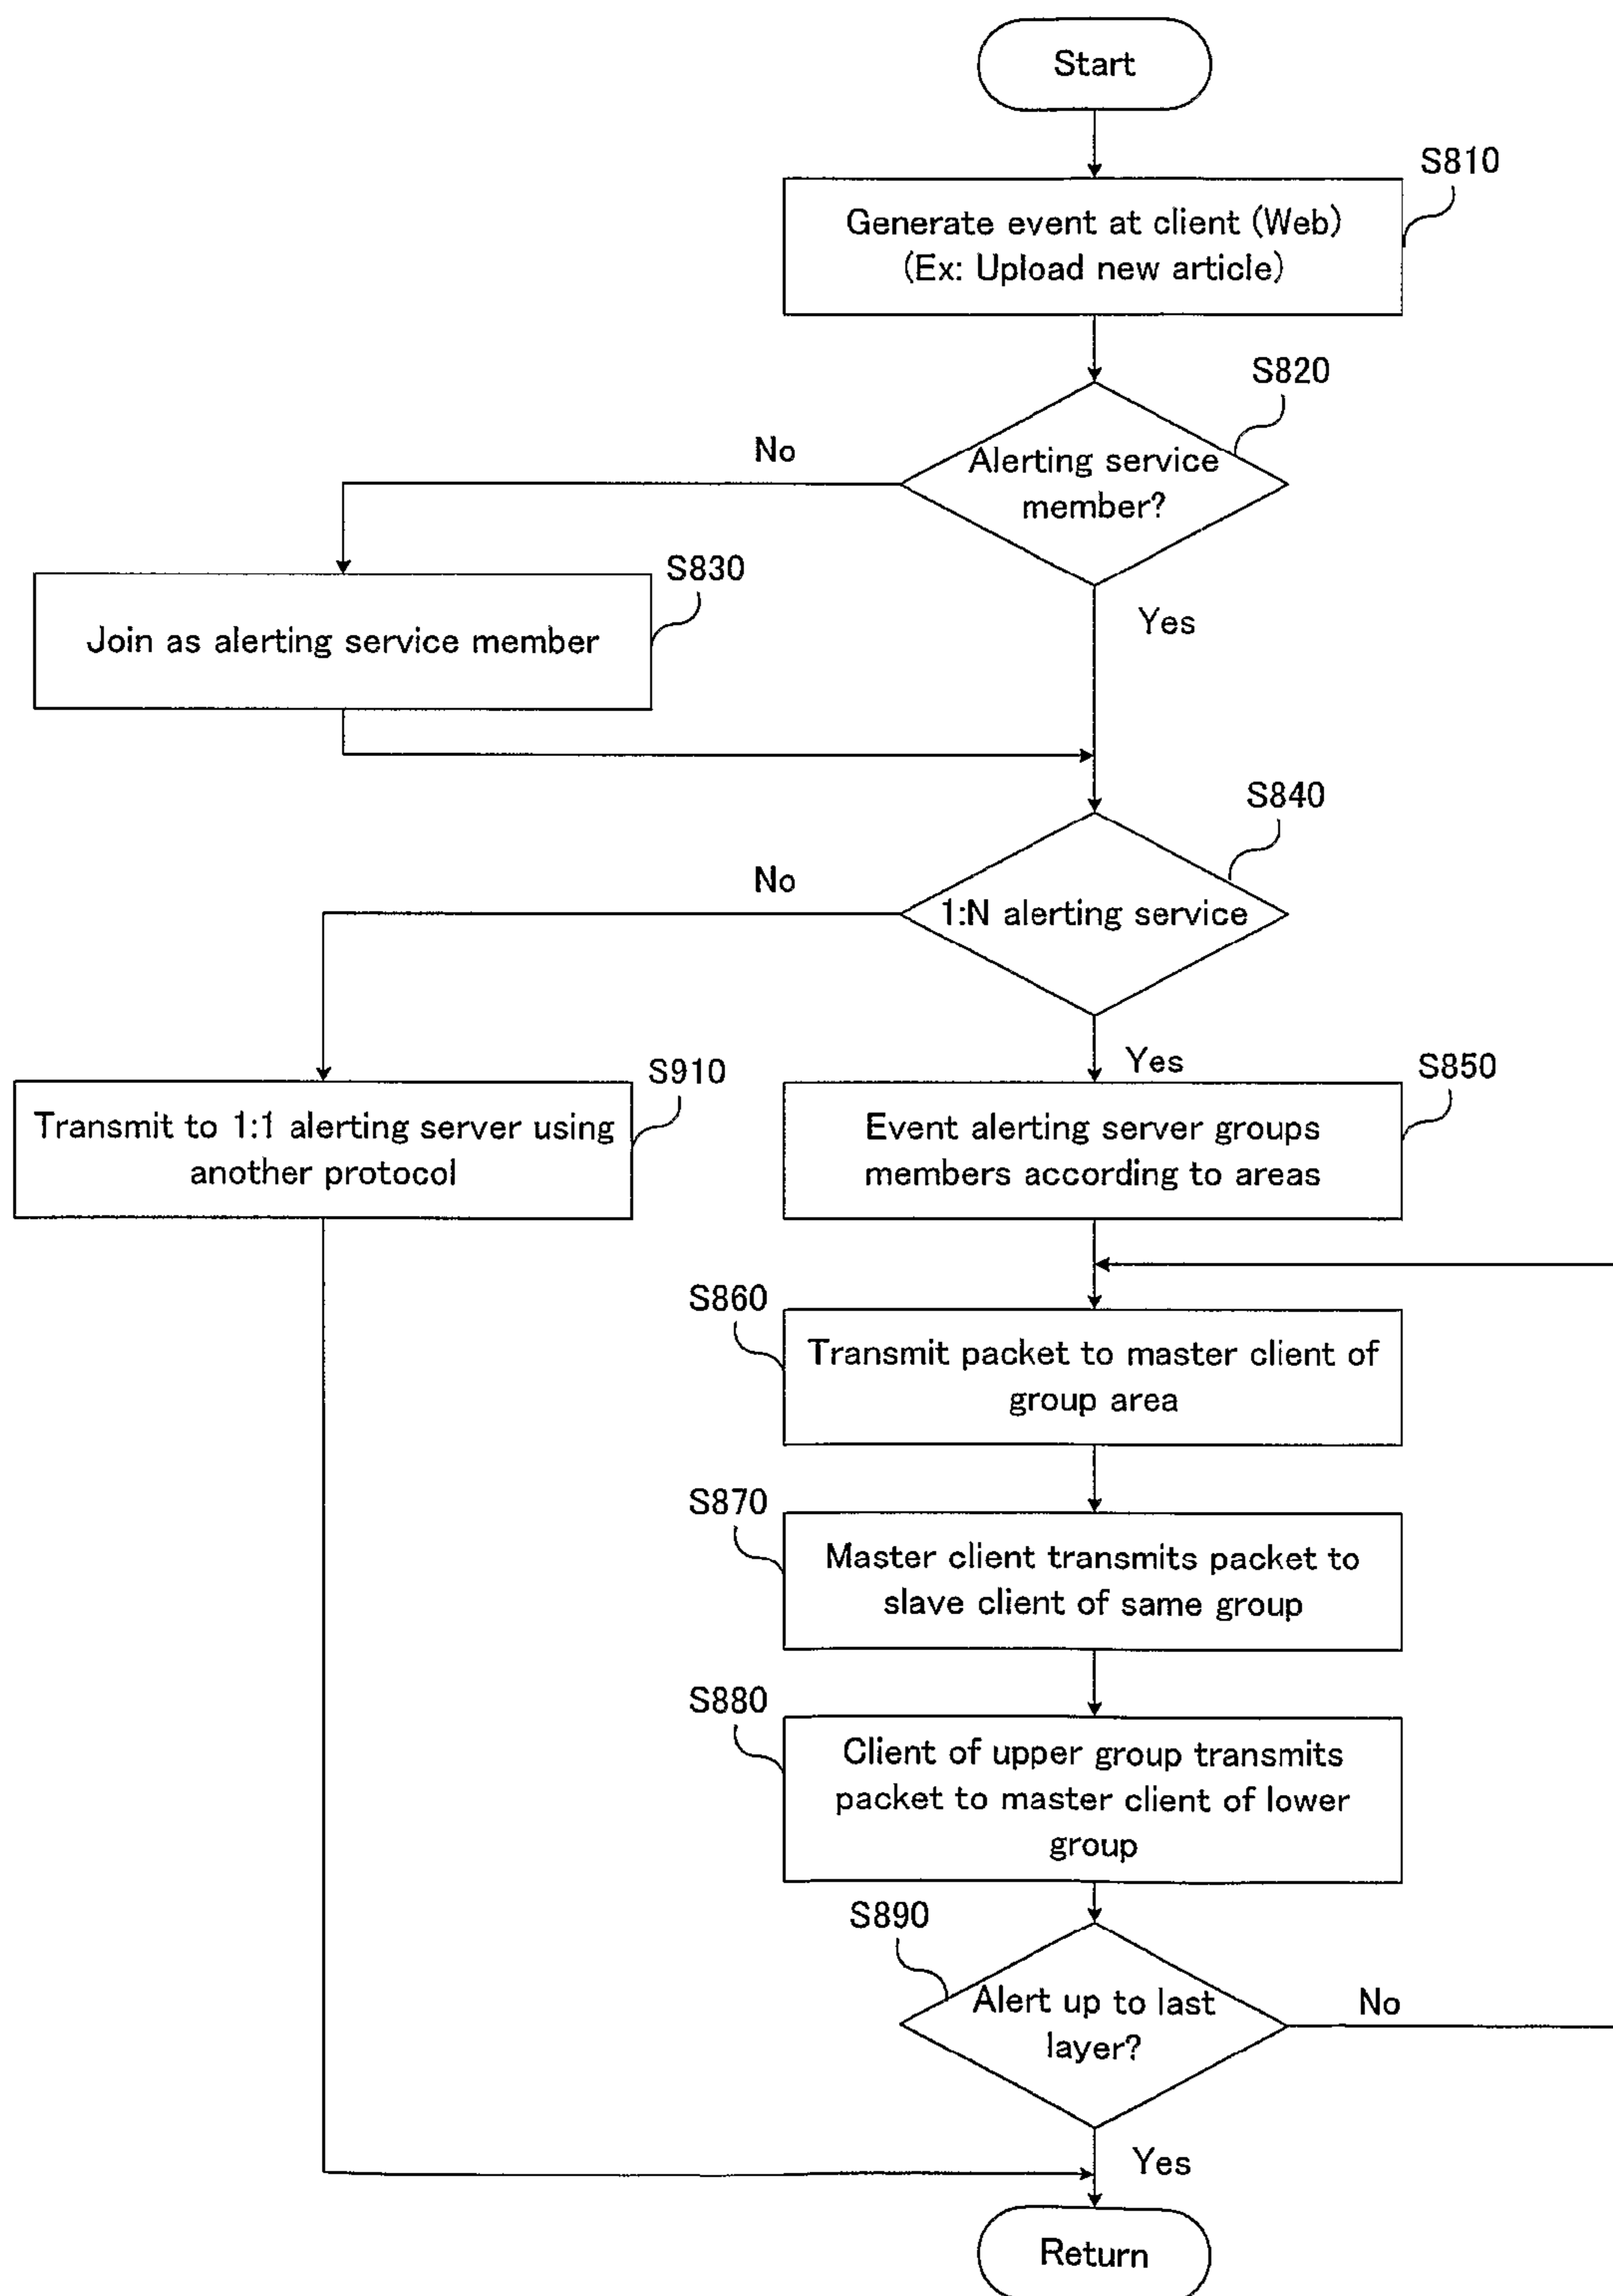 Start
S810
Generate event at client (Web)
(Ex: Upload new article)
S820
Alerting service
member?
No
Yes
S830
Join as alerting service member
S840
1:N alerting service
No
Yes
S910
Transmit to 1:1 alerting server using
another protocol
S850
Event alerting server groups
members according to areas
S860
Transmit packet to master client of
group area
S870
Master client transmits packet to
slave client of same group
S880
Client of upper group transmits
packet to master client of lower
group
S890
Alert up to last
layer?
No
Yes
Return